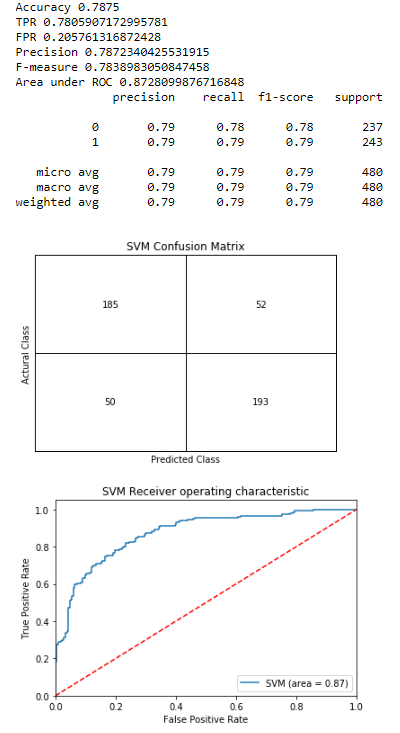 Accuracy 0.7875
TPR 0.7805907172995781
FPR 0.205761316872428
Precision 0.7872340425531915
F-measure 0.7838983050847458
Area under ROC 0.8728099876716848
precision recall f1-score support
0 0.79 0.78 0.78 237
1 0.79 0.79 0.79 243
micro avg 0.79 0.79 0.79 480
macro avg 0.79 0.79 0.79 480
weighted avg 0.79 0.79 0.79 480
SVM Confusion Matrix
185 52
Actural Class
50 193
Predicted Class
SVM Receiver operating characteristic
1.0
0.8
0.6
0.4
0.2
0.0
True Positive Rate
SVM (area = 0.87)
0.0 0.2 0.4 0.6 0.8 1.0
False Positive Rate